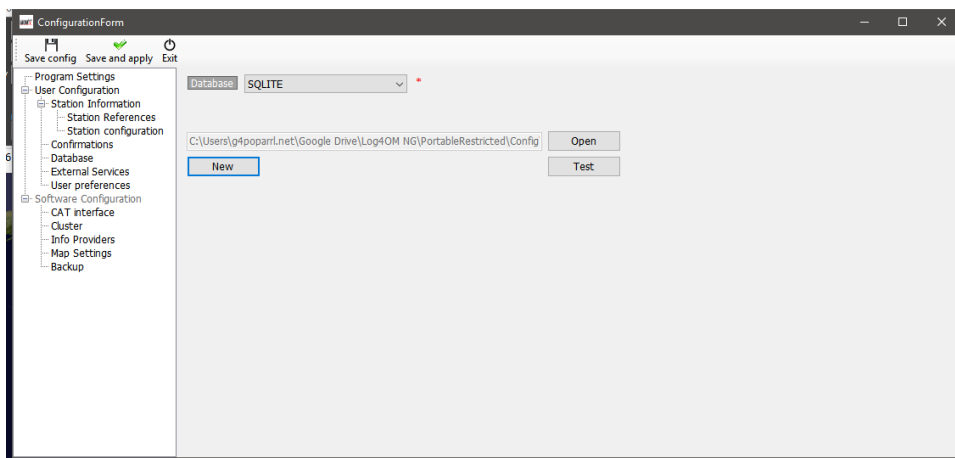 ConfigurationForm
Save config Save and apply Exit
Program Settings
User Configuration
Station Information
Station References
Station configuration
Confirmations
Database
External Services
User preferences
Software Configuration
CAT interface
Cluster
Info Providers
Map Settings
Backup
Database SQLITE *
C:\Users\g4poparrl.net\Google Drive\Log4OM NG\PortableRestricted\Config Open
New Test